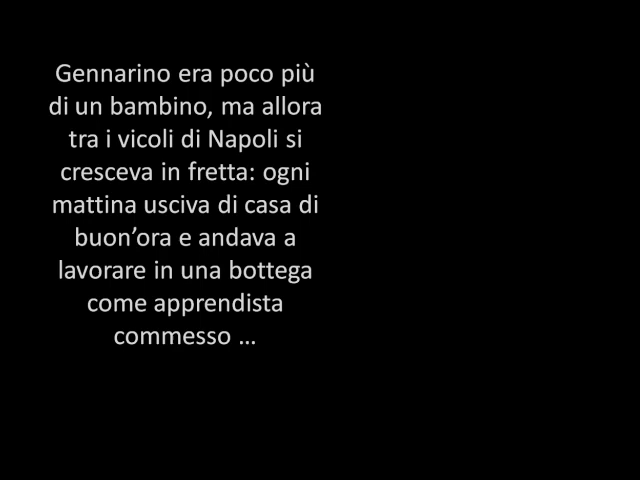 Gennarino era poco più
di un bambino, ma allora
tra i vicoli di Napoli si
cresceva in fretta: ogni
mattina usciva di casa di
buon’ora e andava a
lavorare in una bottega
come apprendista
commesso …